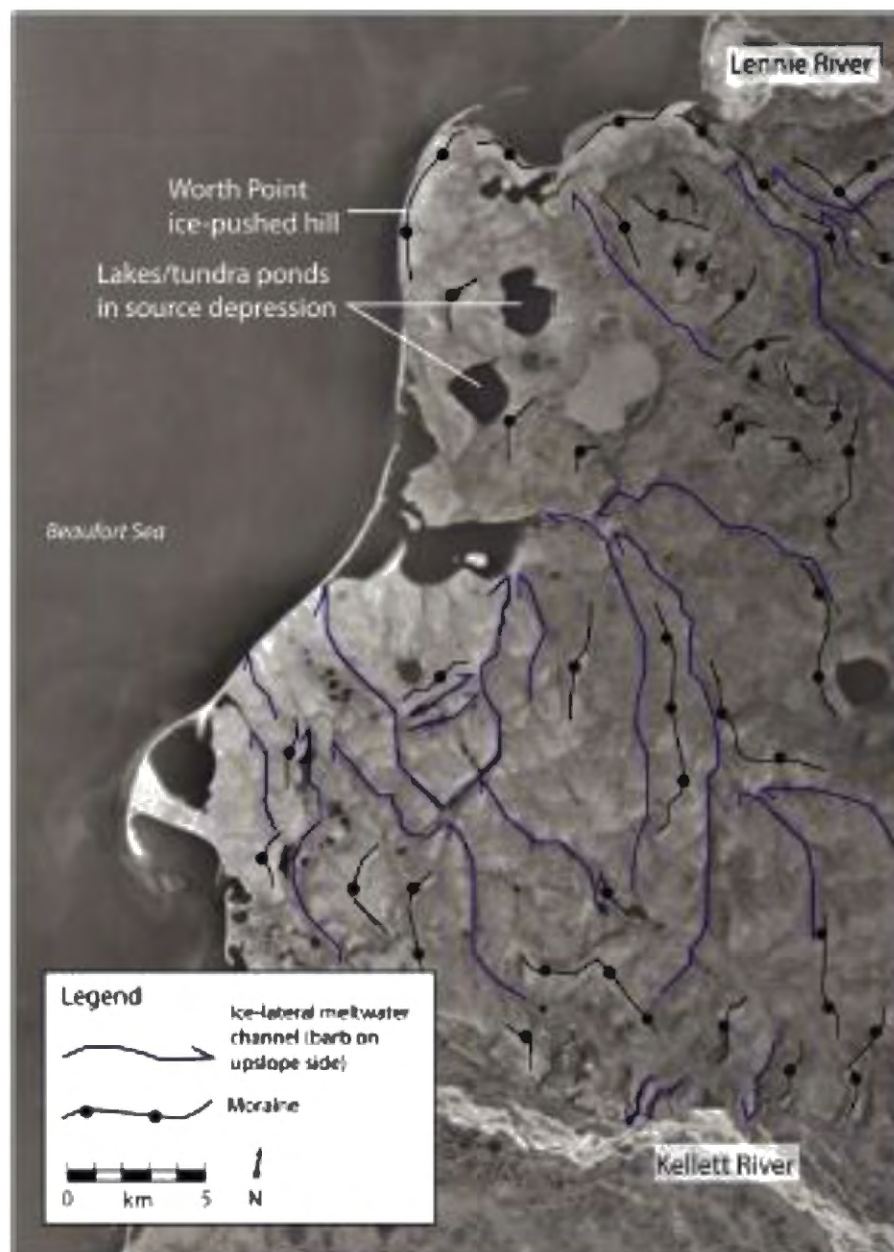 Lennie River
Worth Point
ice-pushed hill
Lakes/tundra ponds
in source depression
Beaufort Sea
Legend
Ice-lateral meltwater
channel (barb on
upslope side)
Moraine
0 km 5 N
Kellett River